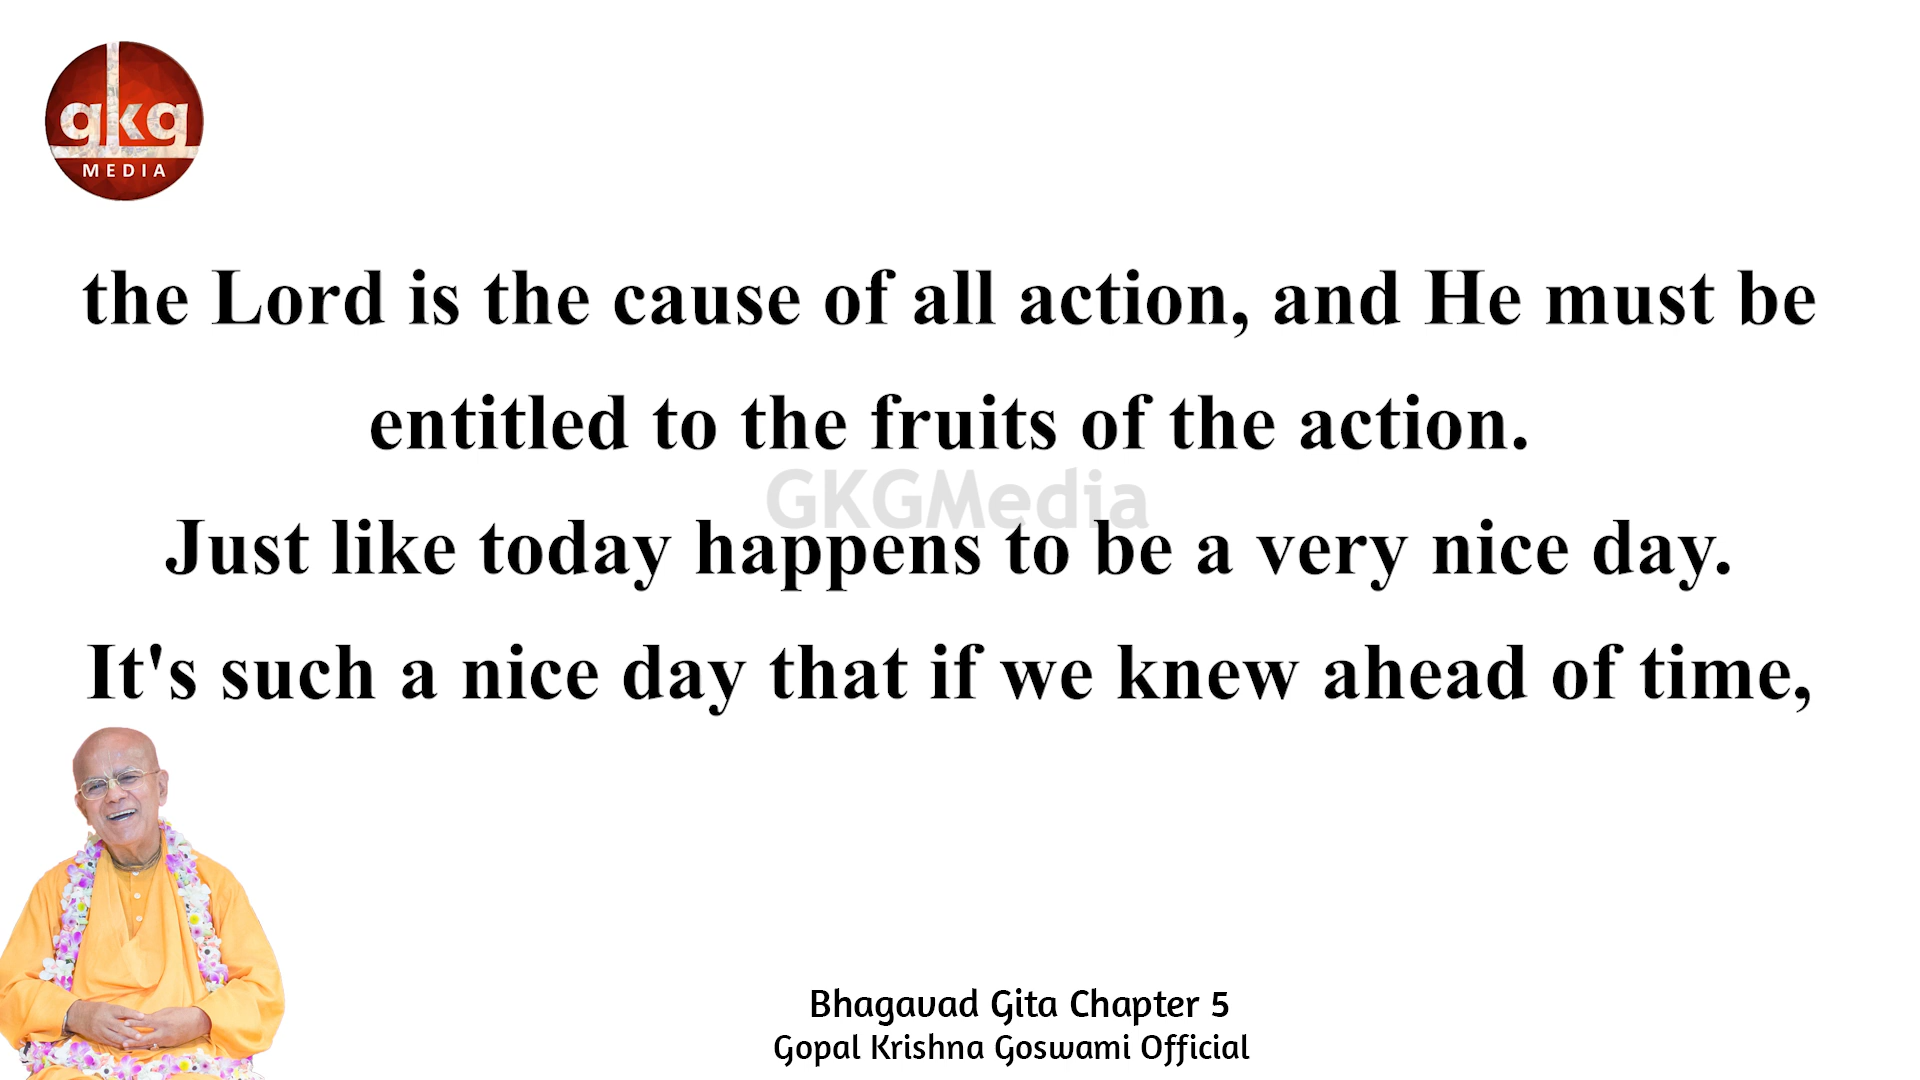 gkg
MEDIA
the Lord is the cause of all action, and He must be
entitled to the fruits of the action.
GKGMedia
Just like today happens to be a very nice day.
It's such a nice day that if we knew ahead of time,
Bhagavad Gita Chapter 5
Gopal Krishna Goswami Official